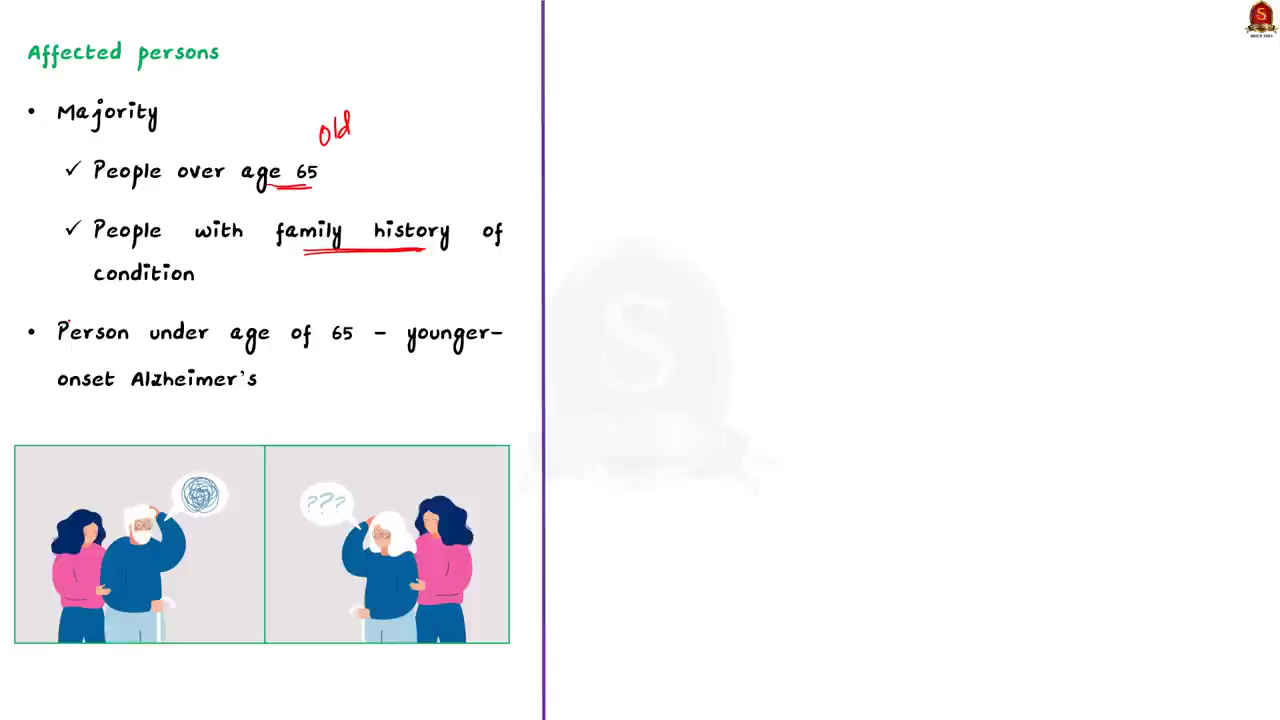 Affected persons
• Majority
Old
✓ People over age 65
✓ People with family history of
condition
• Person under age of 65 – younger-
onset Alzheimer's
???
S
S